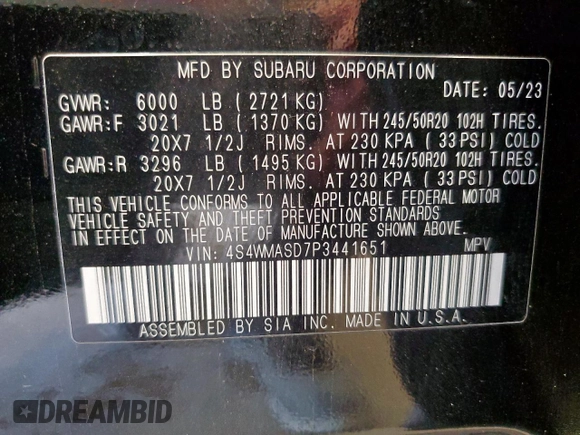 MFD BY SUBARU CORPORATION
DATE: 05/23
GVWR: 6000 LB (2721 KG)
GAWR:F 3021 LB (1370 KG) WITH 245/50R20 102H TIRES.
20X7 1/2J RIMS. AT 230 KPA (33 PSI) COLD
GAWR:R 3296 LB (1495 KG) WITH 245/50R20 102H TIRES.
20X7 1/2J RIMS. AT 230 KPA (33 PSI) COLD
THIS VEHICLE CONFORMS TO ALL APPLICABLE FEDERAL MOTOR
VEHICLE SAFETY AND THEFT PREVENTION STANDARDS
IN EFFECT ON THE DATE OF MANUFACTURE SHOWN ABOVE.
VIN: 4S4WMASD7P3441651 MPV
ASSEMBLED BY SIA INC. MADE IN U.S.A.
DREAMBID